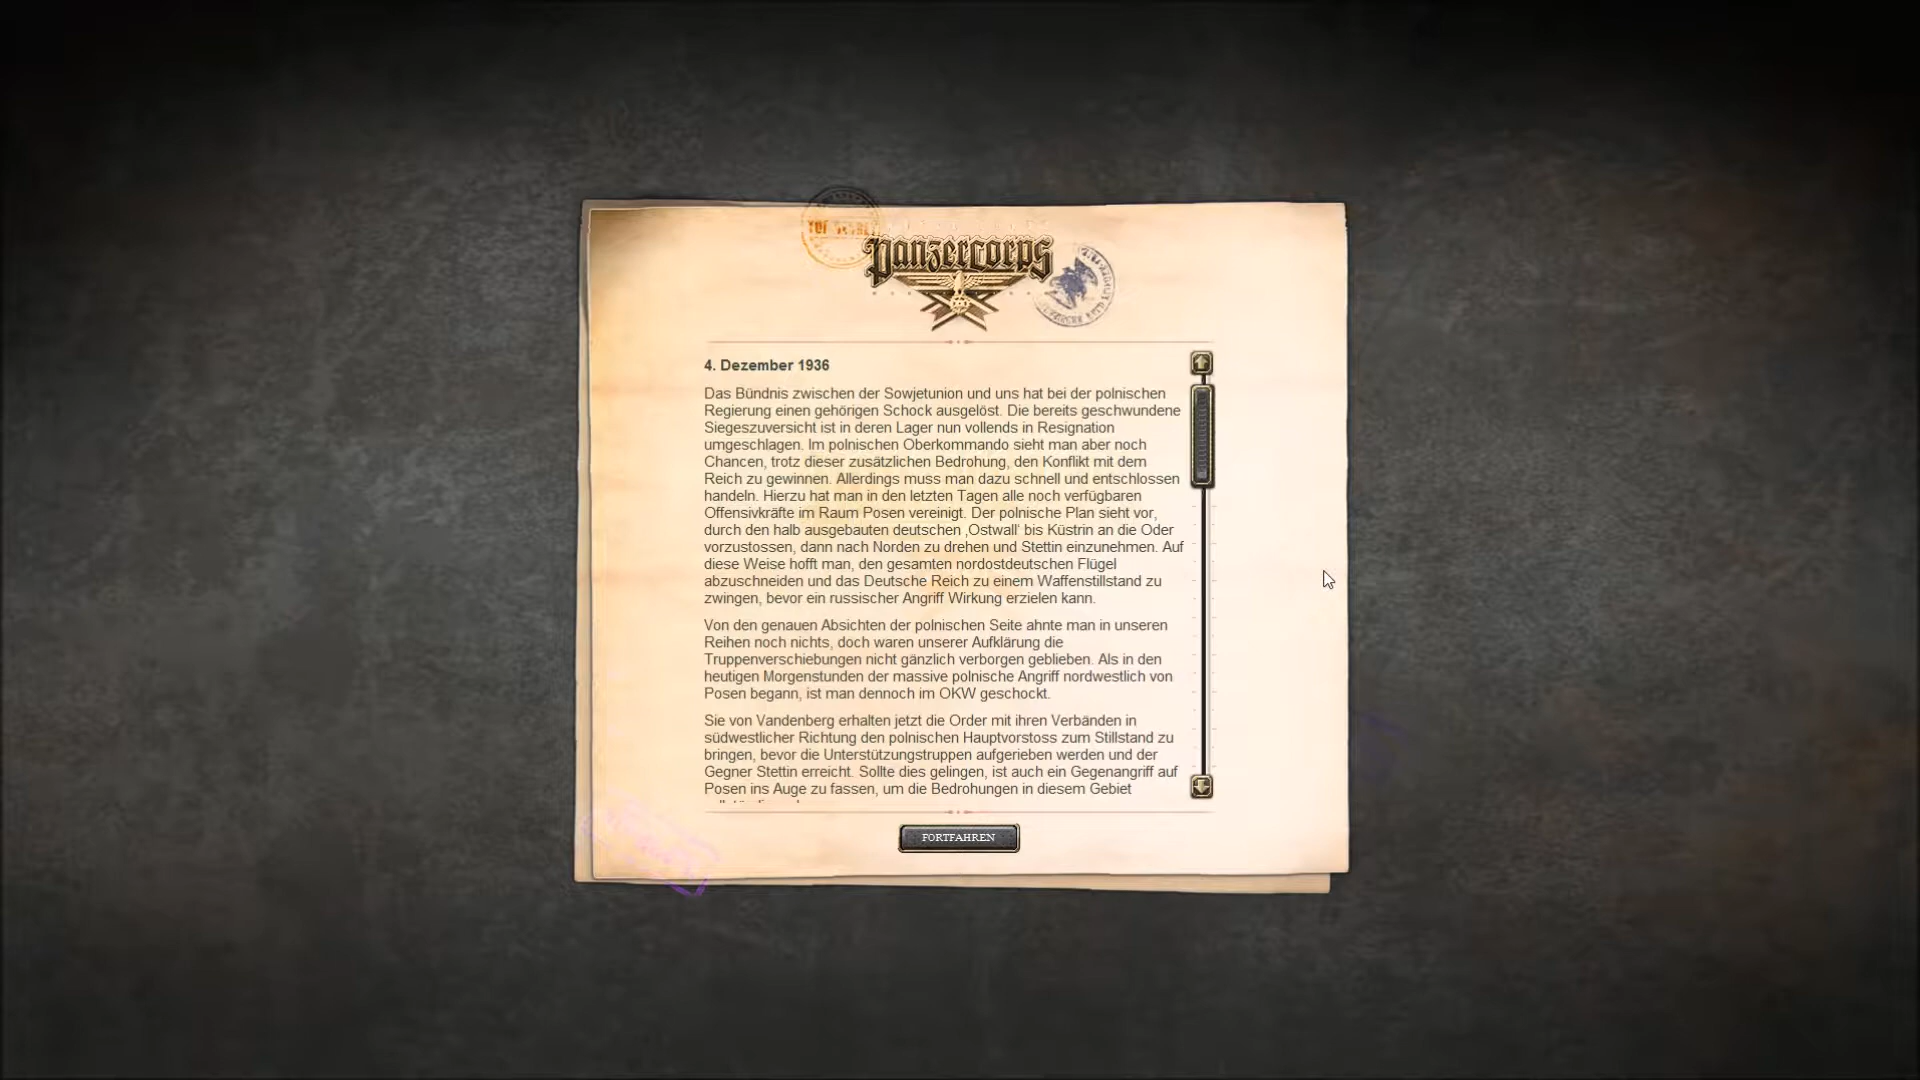 TOP SECRET
Panzercorps
4. Dezember 1936
Das Bündnis zwischen der Sowjetunion und uns hat bei der polnischen
Regierung einen gehörigen Schock ausgelöst. Die bereits geschwundene
Siegeszuversicht ist in deren Lager nun vollends in Resignation
umgeschlagen. Im polnischen Oberkommando sieht man aber noch
Chancen, trotz dieser zusätzlichen Bedrohung, den Konflikt mit dem
Reich zu gewinnen. Allerdings muss man dazu schnell und entschlossen
handeln. Hierzu hat man in den letzten Tagen alle noch verfügbaren
Offensivkräfte im Raum Posen vereinigt. Der polnische Plan sieht vor,
durch den halb ausgebauten deutschen ‚Ostwall‘ bis Küstrin an die Oder
vorzustossen, dann nach Norden zu drehen und Stettin einzunehmen. Auf
diese Weise hofft man, den gesamten nordostdeutschen Flügel
abzuschneiden und das Deutsche Reich zu einem Waffenstillstand zu
zwingen, bevor ein russischer Angriff Wirkung erzielen kann.
Von den genauen Absichten der polnischen Seite ahnte man in unseren
Reihen noch nichts, doch waren unserer Aufklärung die
Truppenverschiebungen nicht gänzlich verborgen geblieben. Als in den
heutigen Morgenstunden der massive polnische Angriff nordwestlich von
Posen begann, ist man dennoch im OKW geschockt.
Sie von Vandenberg erhalten jetzt die Order mit ihren Verbänden in
südwestlicher Richtung den polnischen Hauptvorstoss zum Stillstand zu
bringen, bevor die Unterstützungstruppen aufgerieben werden und der
Gegner Stettin erreicht. Sollte dies gelingen, ist auch ein Gegenangriff auf
Posen ins Auge zu fassen, um die Bedrohungen in diesem Gebiet
FORTFAHREN